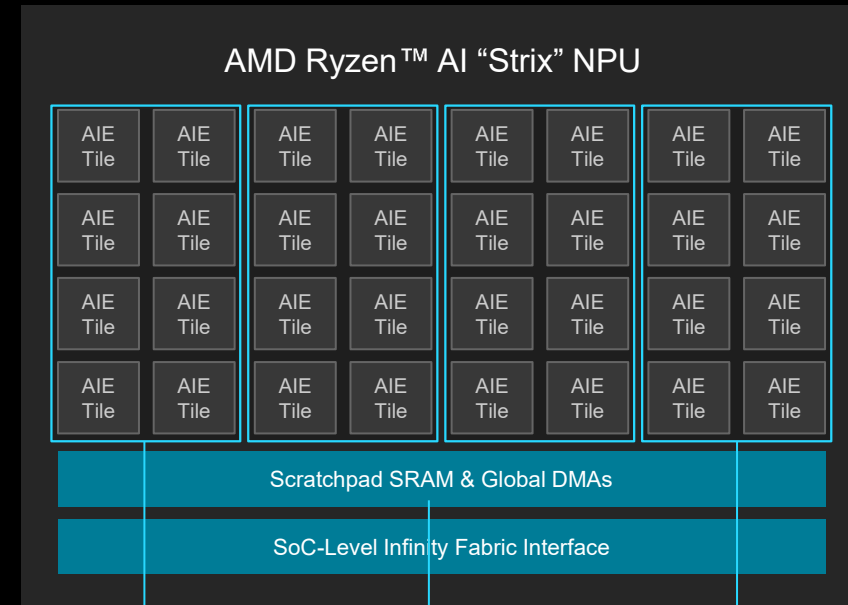 AMD Ryzen™ AI “Strix” NPU
AIE AIE AIE AIE AIE AIE AIE AIE
Tile Tile Tile Tile Tile Tile Tile Tile
AIE AIE AIE AIE AIE AIE AIE AIE
Tile Tile Tile Tile Tile Tile Tile Tile
AIE AIE AIE AIE AIE AIE AIE AIE
Tile Tile Tile Tile Tile Tile Tile Tile
AIE AIE AIE AIE AIE AIE AIE AIE
Tile Tile Tile Tile Tile Tile Tile Tile
Scratchpad SRAM & Global DMAs
SoC-Level Infinity Fabric Interface